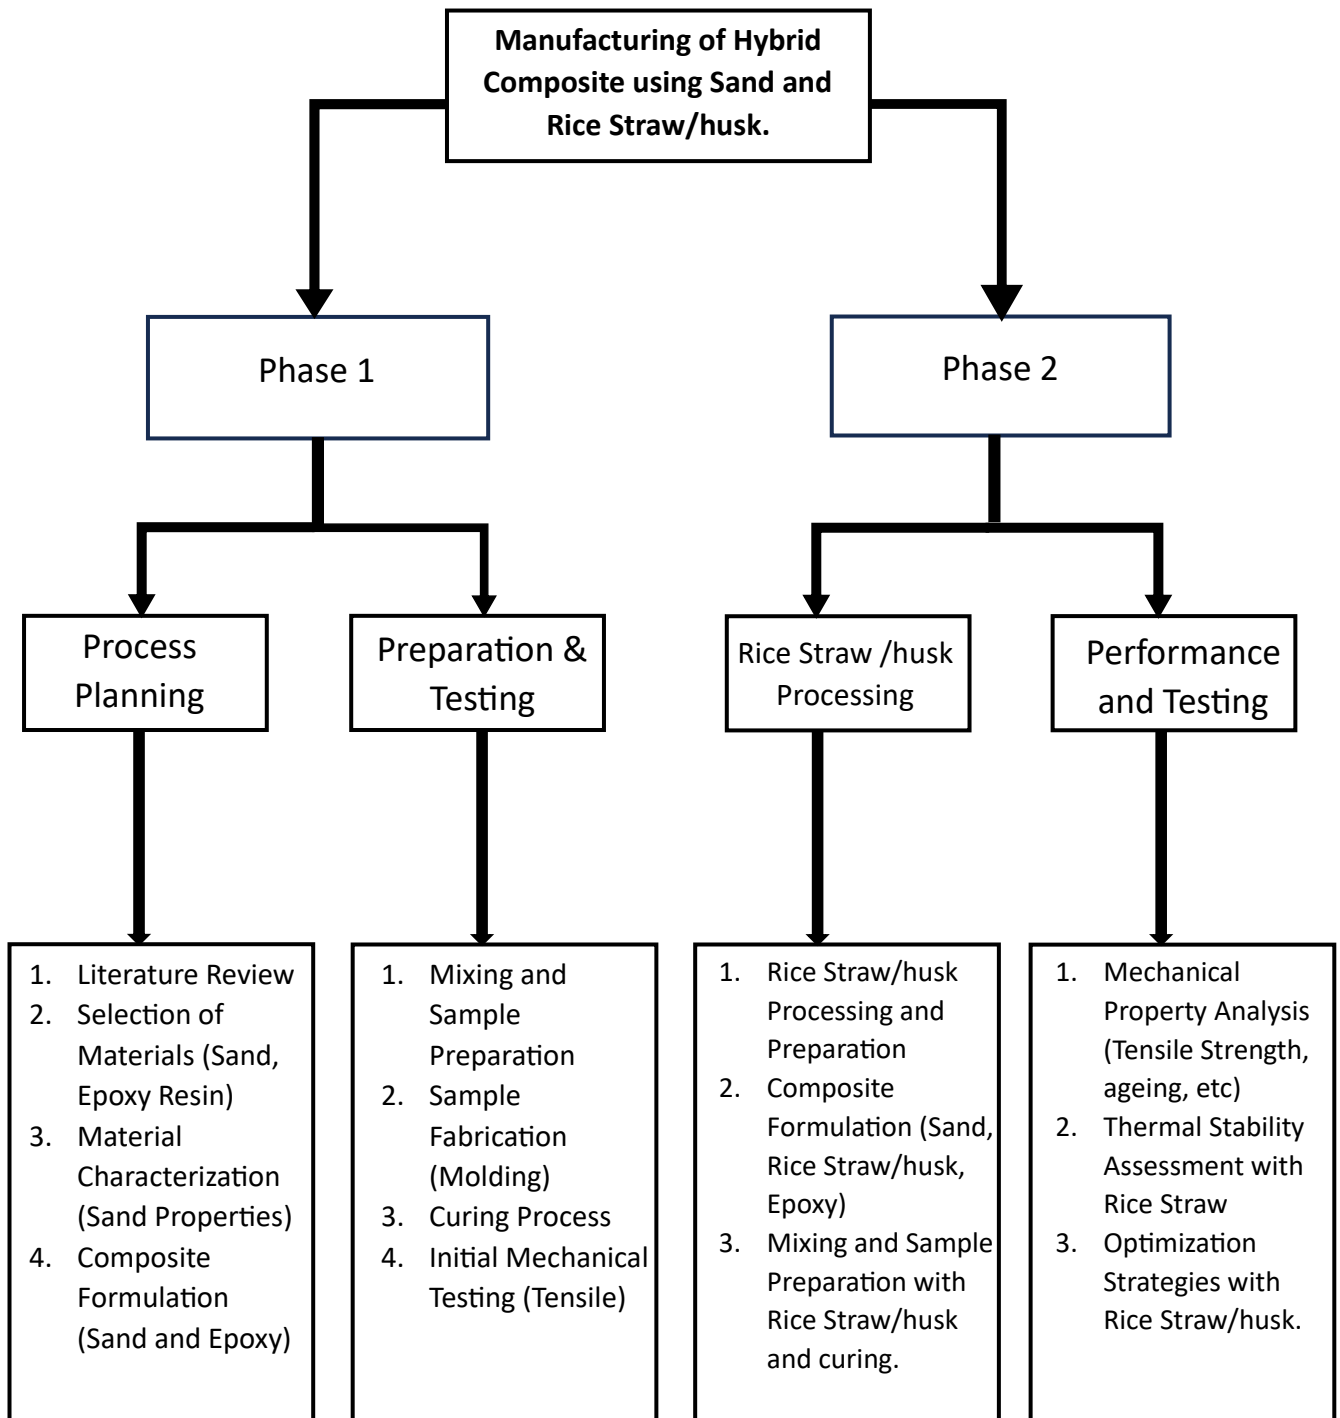 Manufacturing of Hybrid
Composite using Sand and
Rice Straw/husk.
Phase 1
Phase 2
Process
Planning
Preparation &
Testing
Rice Straw /husk
Processing
Performance
and Testing
1. Literature Review
2. Selection of
Materials (Sand,
Epoxy Resin)
3. Material
Characterization
(Sand Properties)
4. Composite
Formulation
(Sand and Epoxy)
1. Mixing and
Sample
Preparation
2. Sample
Fabrication
(Molding)
3. Curing Process
4. Initial Mechanical
Testing (Tensile)
1. Rice Straw/husk
Processing and
Preparation
2. Composite
Formulation (Sand,
Rice Straw/husk,
Epoxy)
3. Mixing and Sample
Preparation with
Rice Straw/husk
and curing.
1. Mechanical
Property Analysis
(Tensile Strength,
ageing, etc)
2. Thermal Stability
Assessment with
Rice Straw
3. Optimization
Strategies with
Rice Straw/husk.